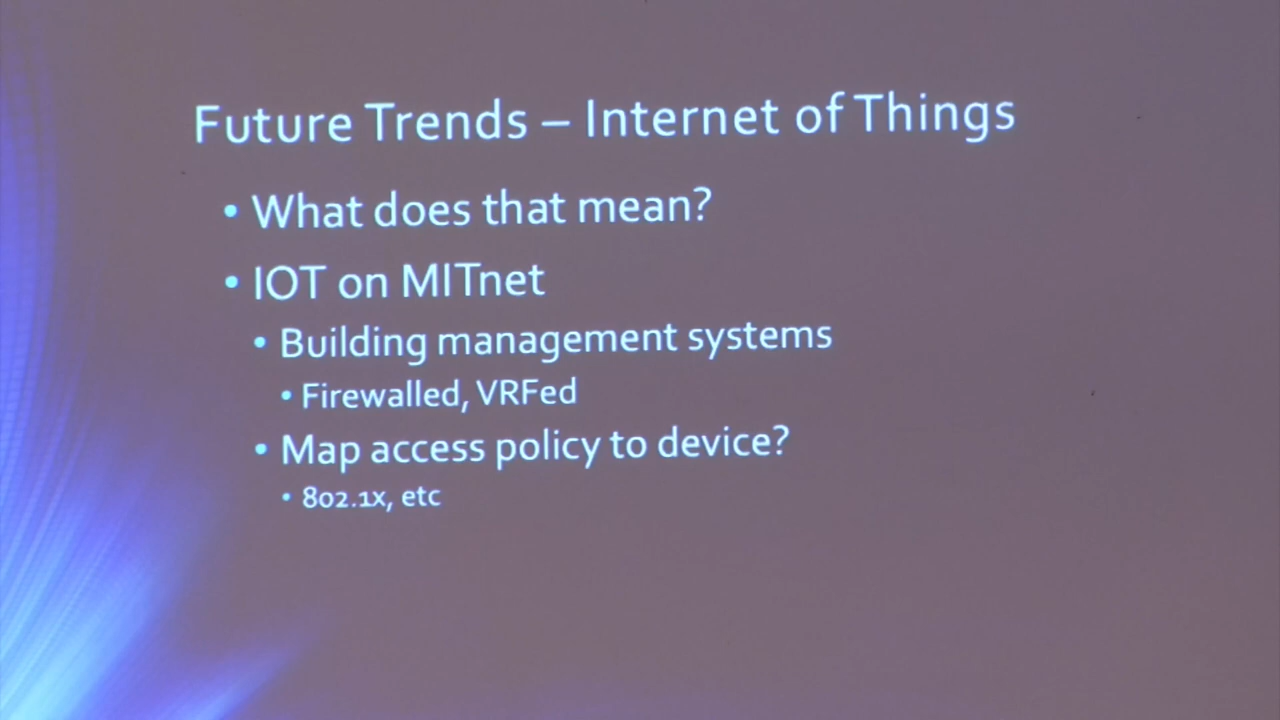 Future Trends – Internet of Things
• What does that mean?
• IOT on MITnet
• Building management systems
• Firewalled, VRFed
• Map access policy to device?
• 802.1x, etc